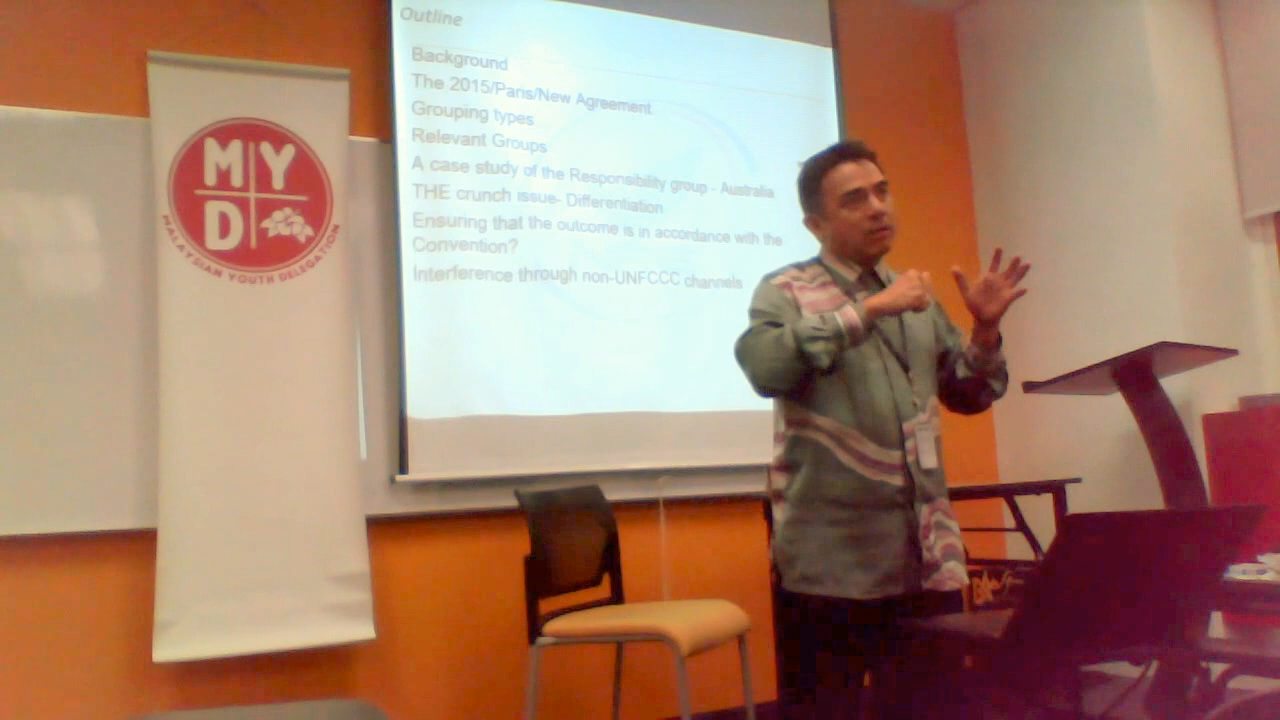 MY
D
MALAYSIAN YOUTH DELEGATION
Outline
Background
The 2015/Paris/New Agreement
Grouping types
Relevant Groups
A case study of the Responsibility group - Australia
THE crunch issue- Differentiation
Ensuring that the outcome is in accordance with the
Convention?
Interference through non-UNFCCC channels